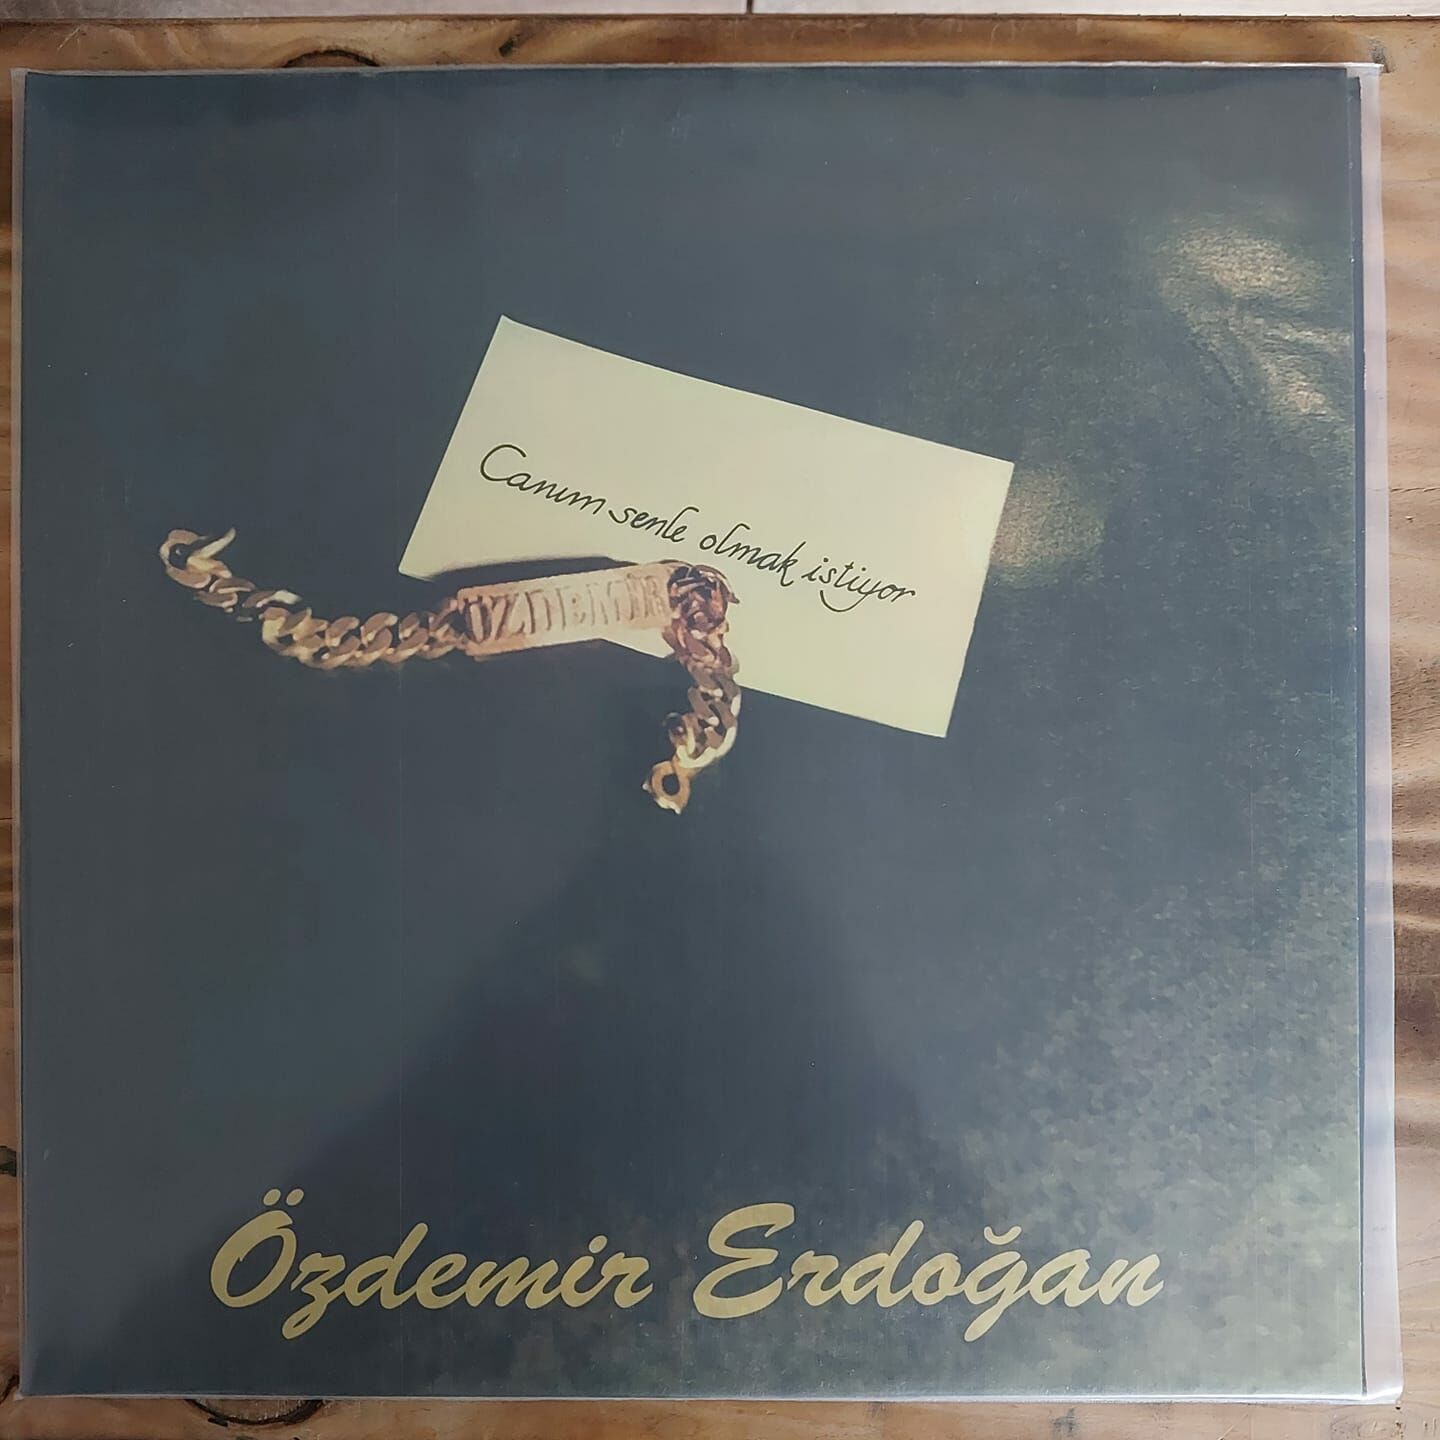 Canım senle olmak istiyor
ÖZDEMİR
Özdemir Erdoğan